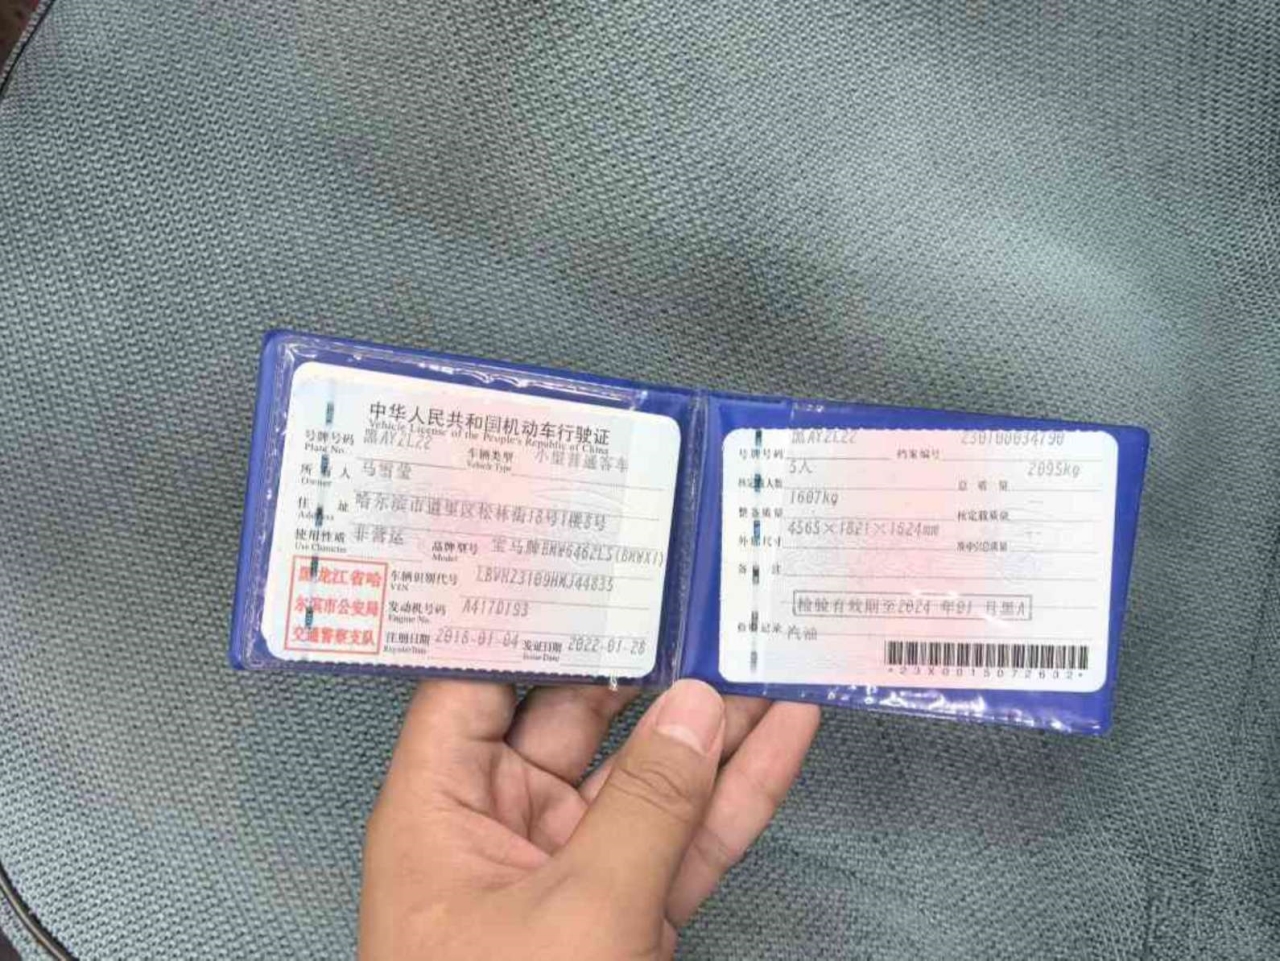 中华人民共和国机动车行驶证
Vehicle License of the People's Republic of China
号牌号码 黑AYZL22 车辆类型 小型普通客车
Plate No. Vehicle Type
所有人 马雪莹
Owner
住址 哈尔滨市道里区松林街18号1楼8号
Address
使用性质 非营运 品牌型号 宝马牌BMW6462LS(BMWX1)
Use Character Model
黑龙江省哈
尔滨市公安局
交通警察支队
车辆识别代号
VIN
发动机号码 A417D193
Engine No.
注册日期 2018-01-04 发证日期 2022-01-28
Register Date Issue Date
号牌号码 黑AYZL22 档案编号 230100034790
核定载人数 5人 总质量 2095kg
整备质量 1607kg 核定载质量 --
外廓尺寸 4565×1821×1624mm 准牵引总质量 --
备注
检验有效期至2024年01月黑A
检验记录 汽油
*23X0015072632*